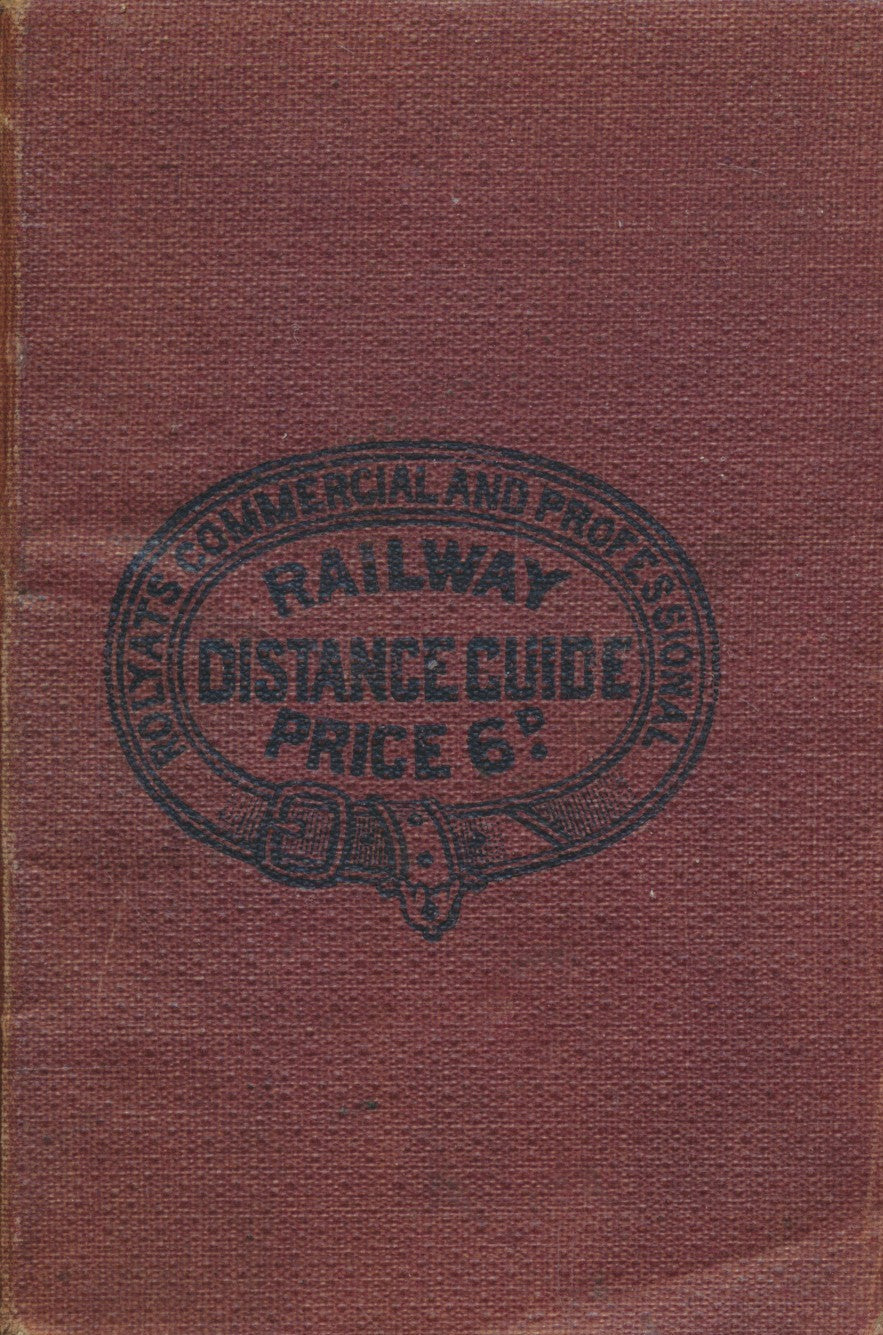 ROLYATS COMMERCIAL AND PROFESSIONAL
RAILWAY
DISTANCE GUIDE
PRICE 6D.